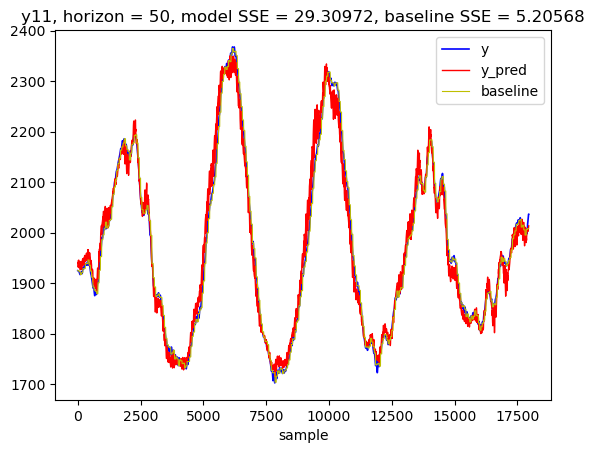 y11, horizon = 50, model SSE = 29.30972, baseline SSE = 5.20568
2400
2300
2200
2100
2000
1900
1800
1700
y
y_pred
baseline
0 2500 5000 7500 10000 12500 15000 17500
sample